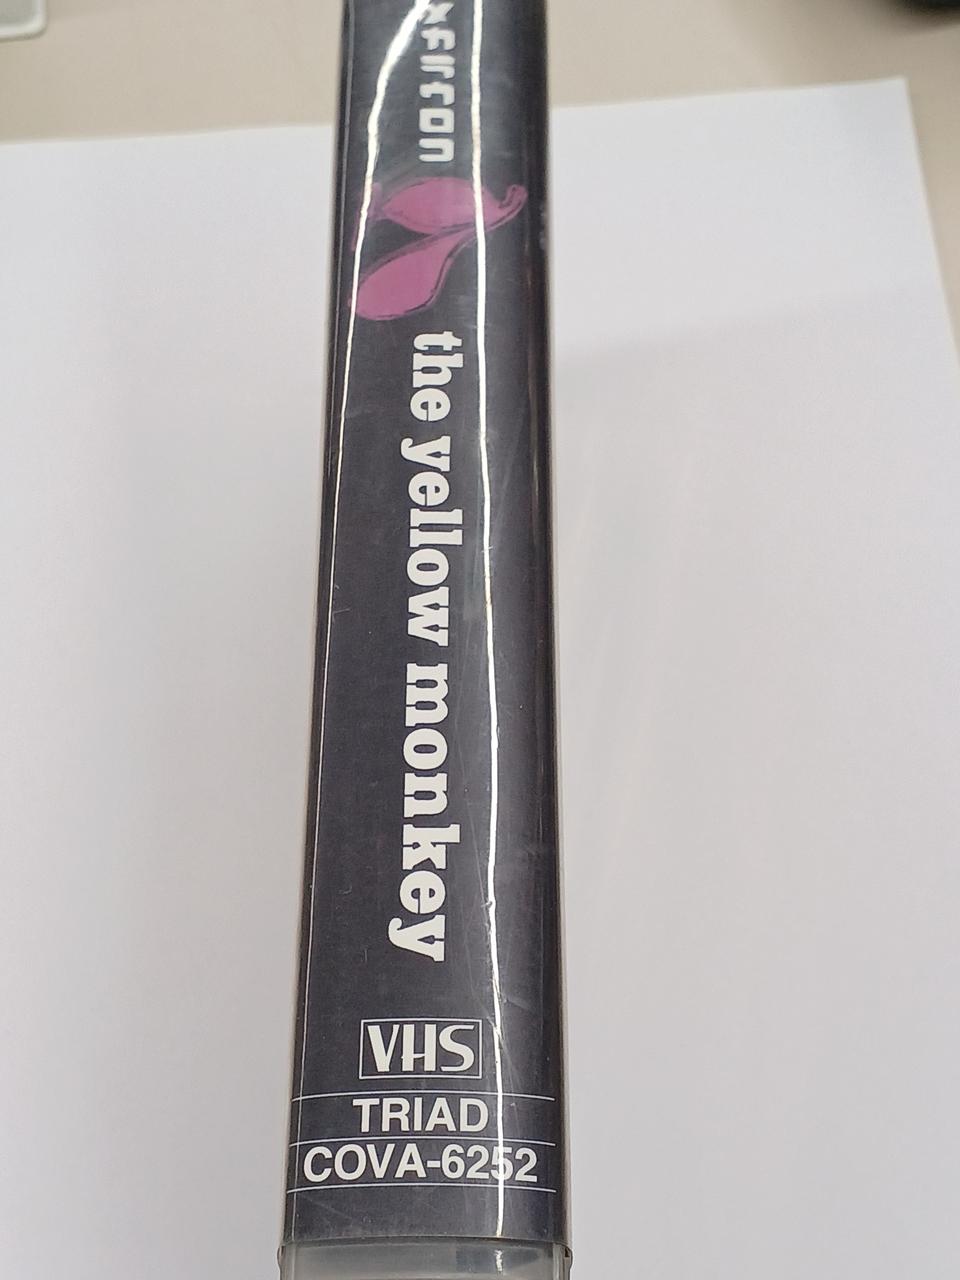 the yellow monkey
VHS
TRIAD
COVA-6252